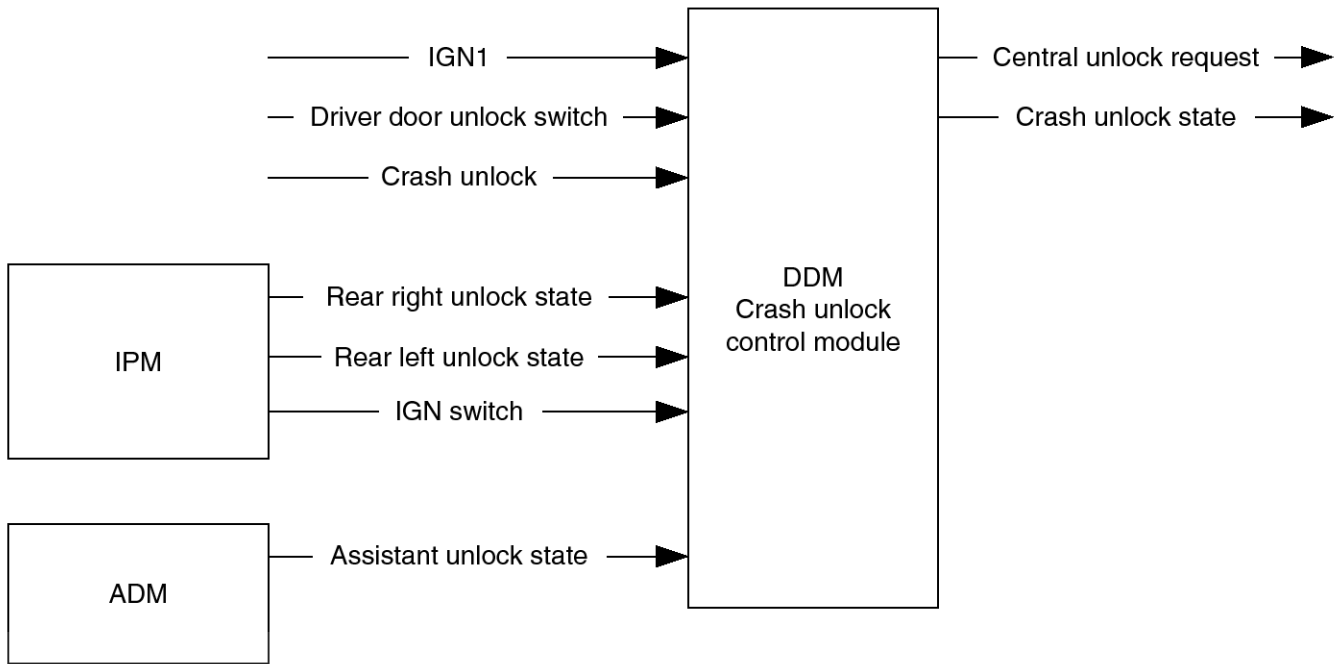 IGN1
Central unlock request
Driver door unlock switch
Crash unlock state
Crash unlock
IPM
Rear right unlock state
Rear left unlock state
IGN switch
DDM
Crash unlock
control module
ADM
Assistant unlock state